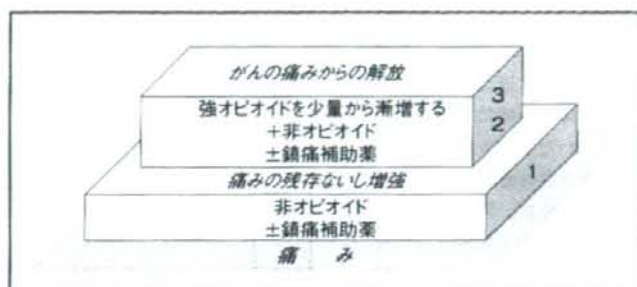 がんの痛みからの解放
強オピオイドを少量から漸増する
+非オピオイド
±鎮痛補助薬
3
2
痛みの残存ないし増強
1
非オピオイド
±鎮痛補助薬
痛 み